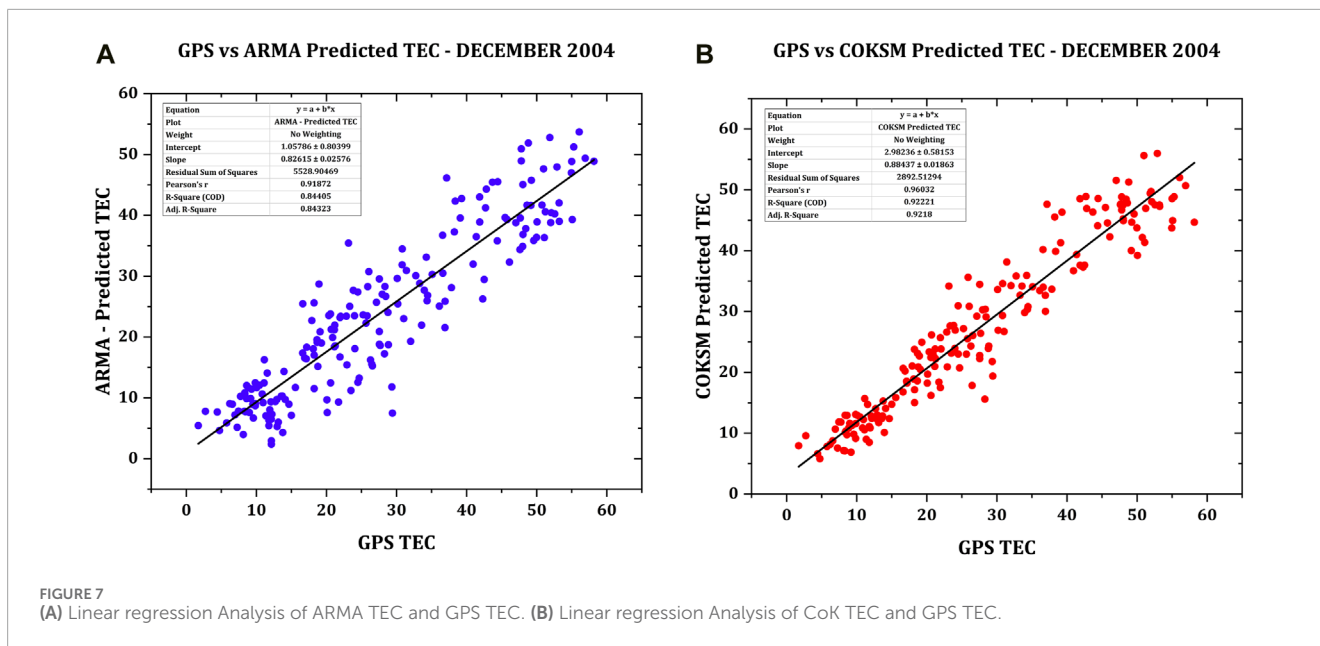 A
GPS vs ARMA Predicted TEC - DECEMBER 2004
Equation y = a + b*x
Plot ARMA - Predicted TEC
Weight No Weighting
Intercept 1.05786 ± 0.80399
Slope 0.82615 ± 0.02576
Residual Sum of Squares 5528.90469
Pearson's r 0.91872
R-Square (COD) 0.84405
Adj. R-Square 0.84323
ARMA - Predicted TEC
60
50
40
30
20
10
0
0 10 20 30 40 50 60
GPS TEC
B
GPS vs COKSM Predicted TEC - DECEMBER 2004
Equation y = a + b*x
Plot COKSM Predicted TEC
Weight No Weighting
Intercept 2.98236 ± 0.58153
Slope 0.88437 ± 0.01863
Residual Sum of Squares 2892.51294
Pearson's r 0.96032
R-Square (COD) 0.92221
Adj. R-Square 0.9218
COKSM Predicted TEC
60
50
40
30
20
10
0
0 10 20 30 40 50 60
GPS TEC
FIGURE 7
(A) Linear regression Analysis of ARMA TEC and GPS TEC. (B) Linear regression Analysis of CoK TEC and GPS TEC.